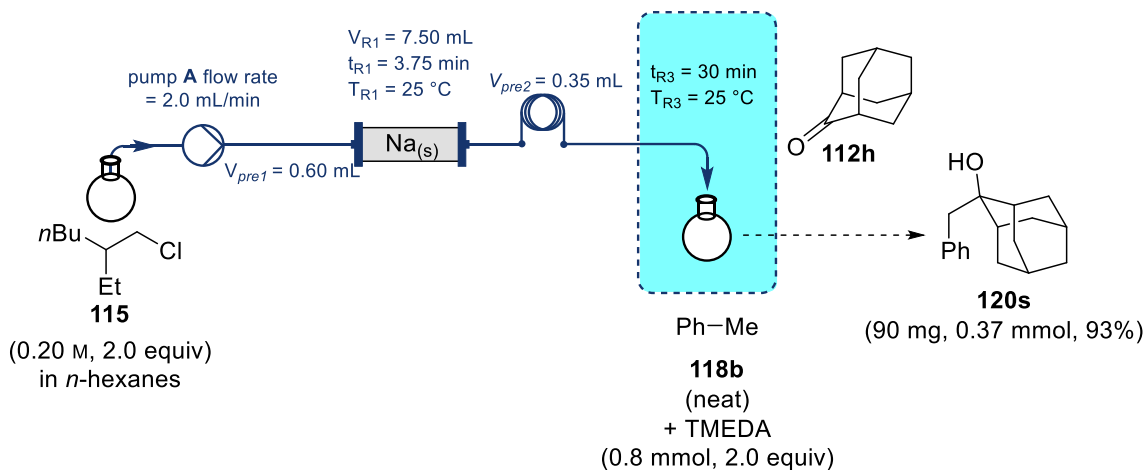 pump A flow rate
= 2.0 mL/min
V_R1 = 7.50 mL
t_R1 = 3.75 min
T_R1 = 25 °C
V_pre1 = 0.60 mL
Na(s)
V_pre2 = 0.35 mL
t_R3 = 30 min
T_R3 = 25 °C
O
112h
nBu
Cl
Et
115
(0.20 M, 2.0 equiv)
in n-hexanes
Ph–Me
118b
(neat)
+ TMEDA
(0.8 mmol, 2.0 equiv)
HO
Ph
120s
(90 mg, 0.37 mmol, 93%)